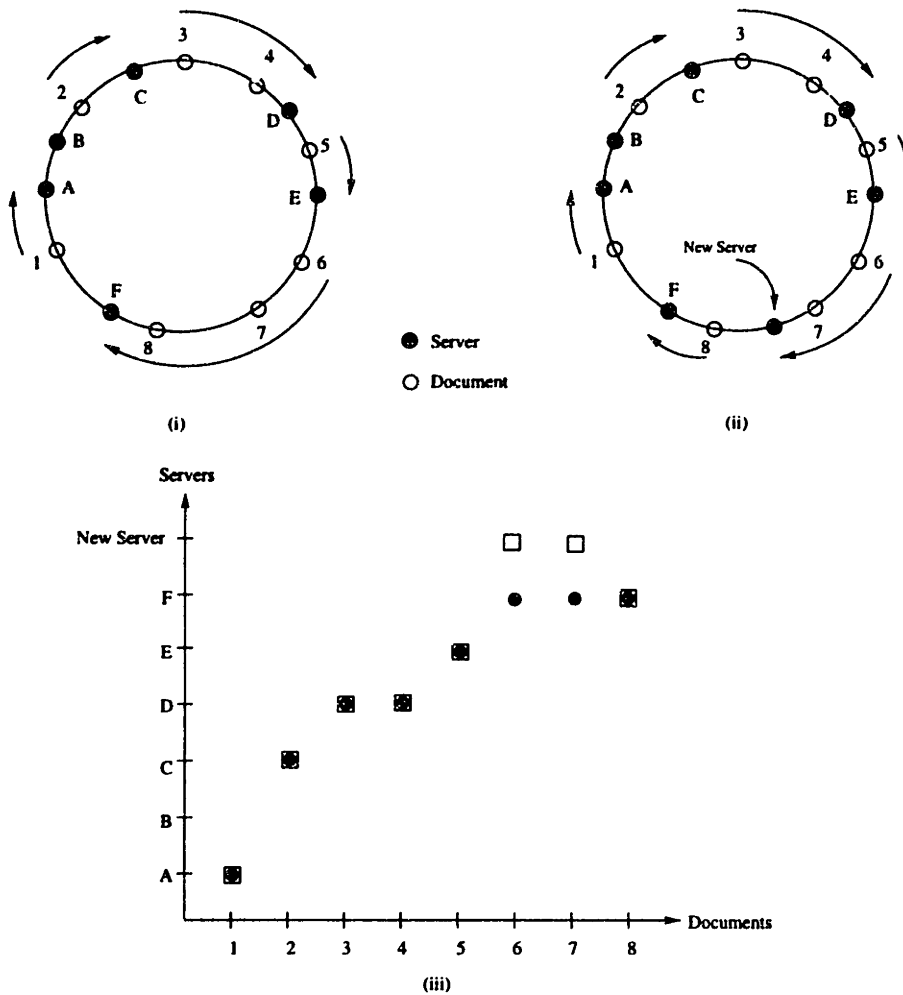 3
4
2
C
D
5
B
A
E
1
F
6
8
7
(i)
3
4
2
C
D
5
B
A
E
New Server
1
F
6
8
7
(ii)
Server
Document
Servers
New Server
F
E
D
C
B
A
Documents
1 2 3 4 5 6 7 8
(iii)